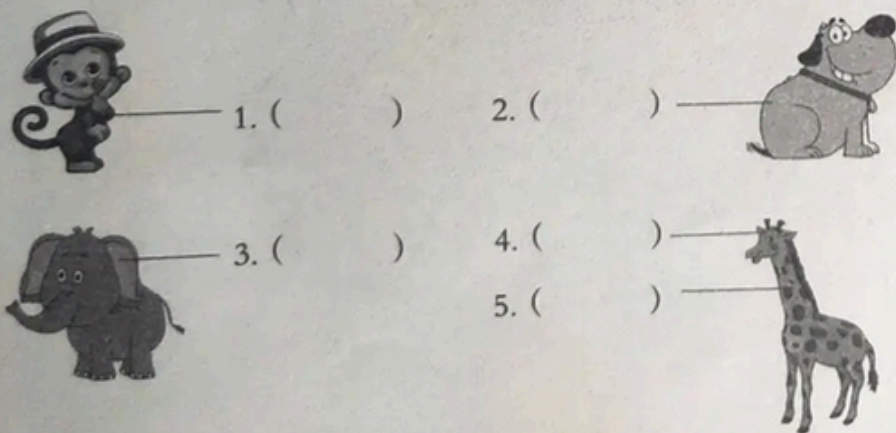 1. (          )
2. (          )
3. (          )
4. (          )
5. (          )